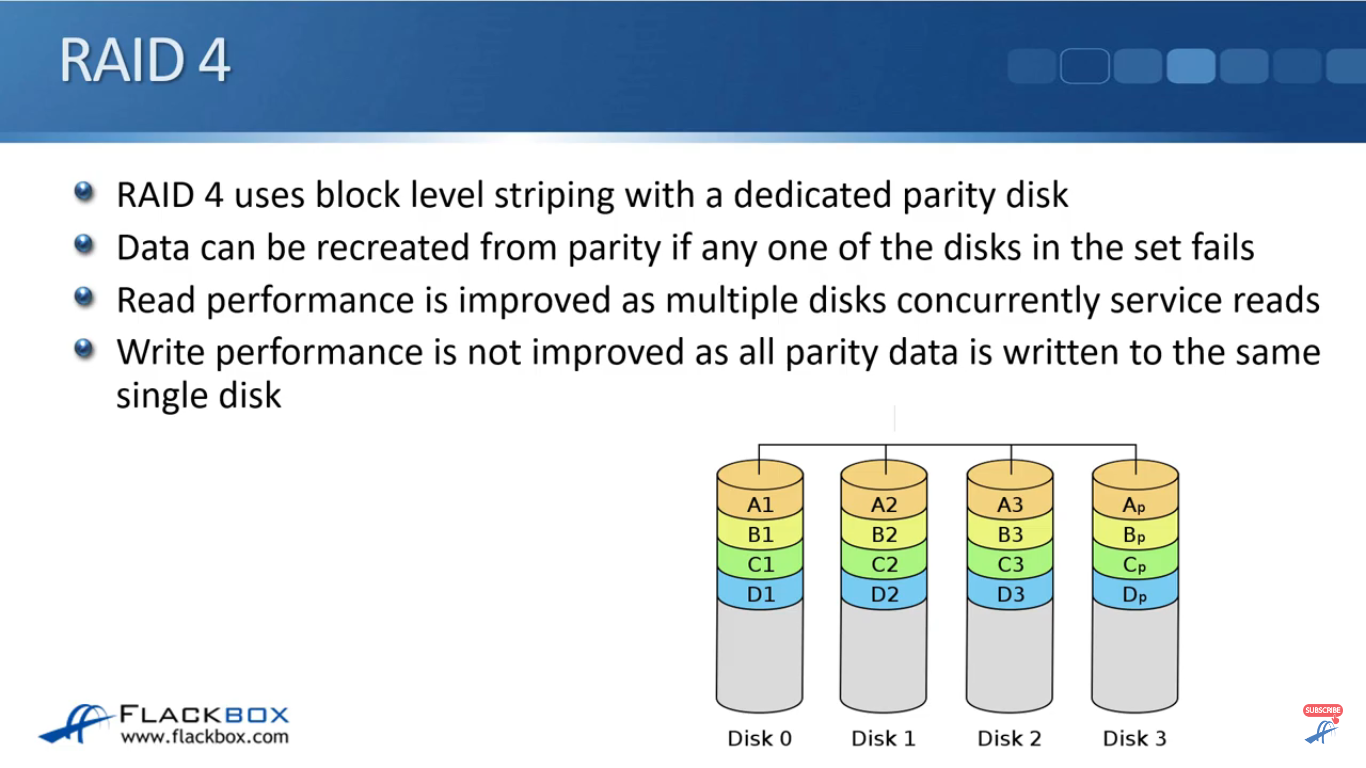 RAID 4
RAID 4 uses block level striping with a dedicated parity disk
Data can be recreated from parity if any one of the disks in the set fails
Read performance is improved as multiple disks concurrently service reads
Write performance is not improved as all parity data is written to the same
single disk
A1 A2 A3 Ap
B1 B2 B3 Bp
C1 C2 C3 Cp
D1 D2 D3 Dp
Disk 0 Disk 1 Disk 2 Disk 3
FLACKBOX
www.flackbox.com
SUBSCRIBE